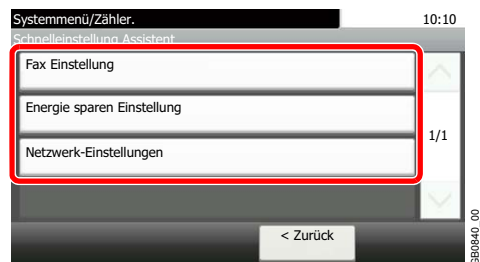 Systemmenü/Zähler.
10:10
Schnelleinstellung Assistent
Fax Einstellung
Energie sparen Einstellung
1/1
Netzwerk-Einstellungen
< Zurück
GB0840_00